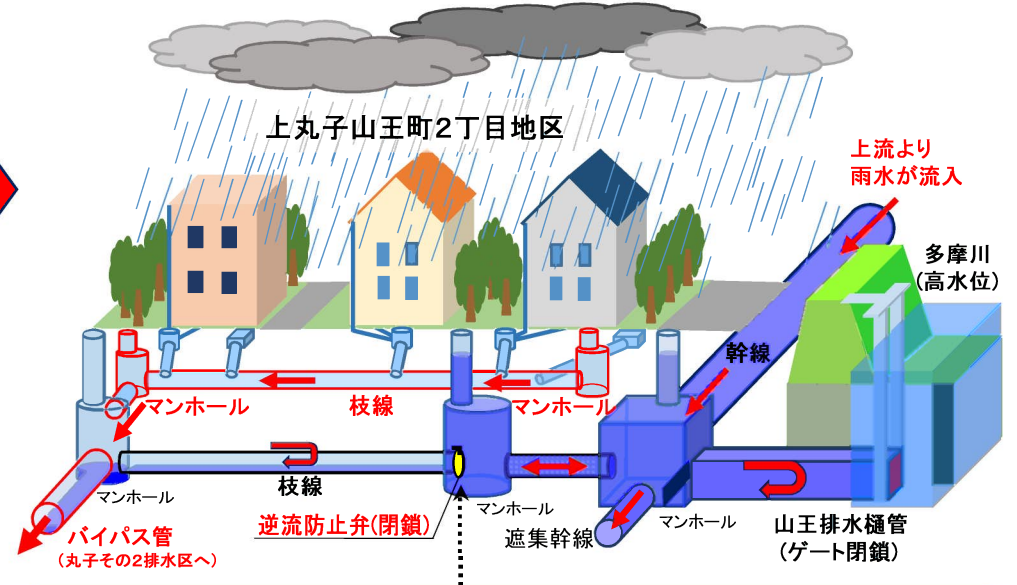 上丸子山王町2丁目地区
上流より
雨水が流入
多摩川
(高水位)
幹線
マンホール
枝線
マンホール
枝線
マンホール
逆流防止弁(閉鎖)
マンホール
遮集幹線
マンホール
山王排水樋管
(ゲート閉鎖)
バイパス管
(丸子その2排水区へ)